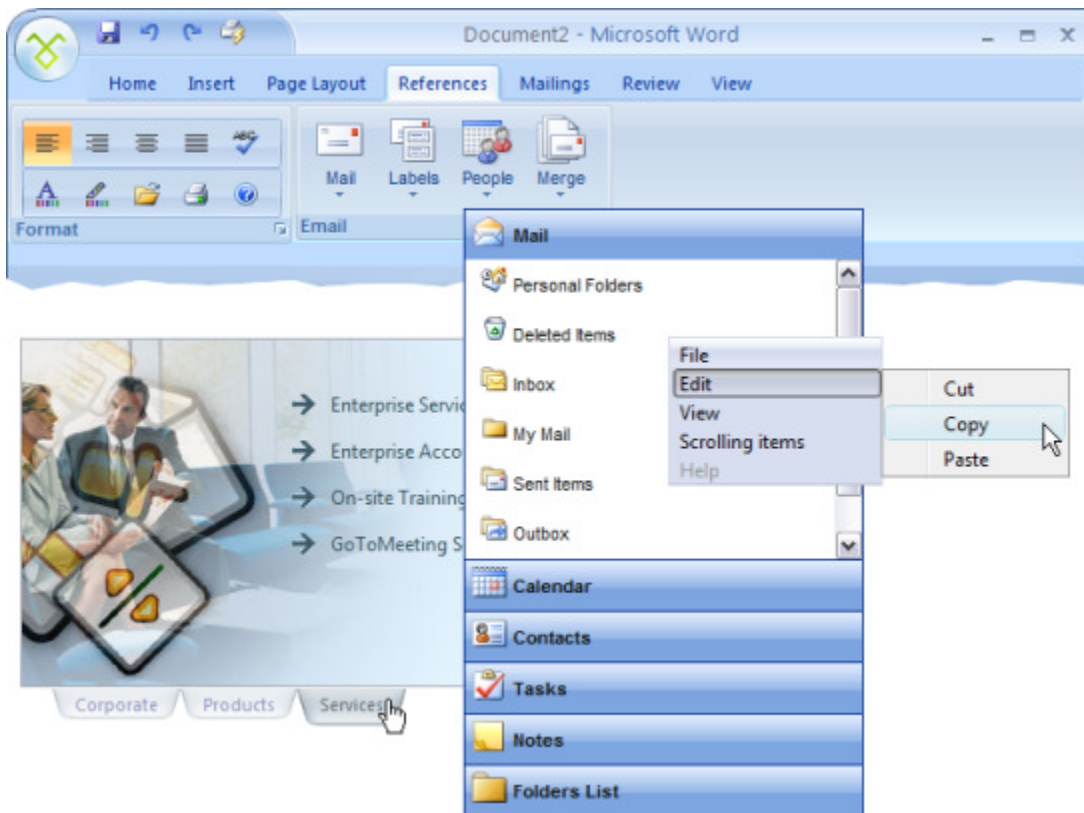 Document2 - Microsoft Word
Home Insert Page Layout References Mailings Review View
ABC
Mail Labels People Merge
A
Format Email
Mail
Personal Folders
Deleted Items
Inbox
My Mail
Sent Items
Outbox
File
Edit
View
Scrolling items
Help
Cut
Copy
Paste
Enterprise Servic
Enterprise Acco
On-site Training
GoToMeeting S
Calendar
Contacts
Tasks
Notes
Folders List
Corporate Products Services